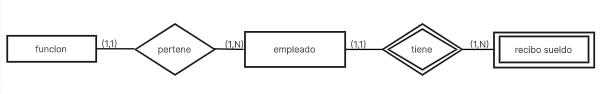 funcion (1,1) pertene (1,N) empleado (1,1) tiene (1,N) recibo sueldo